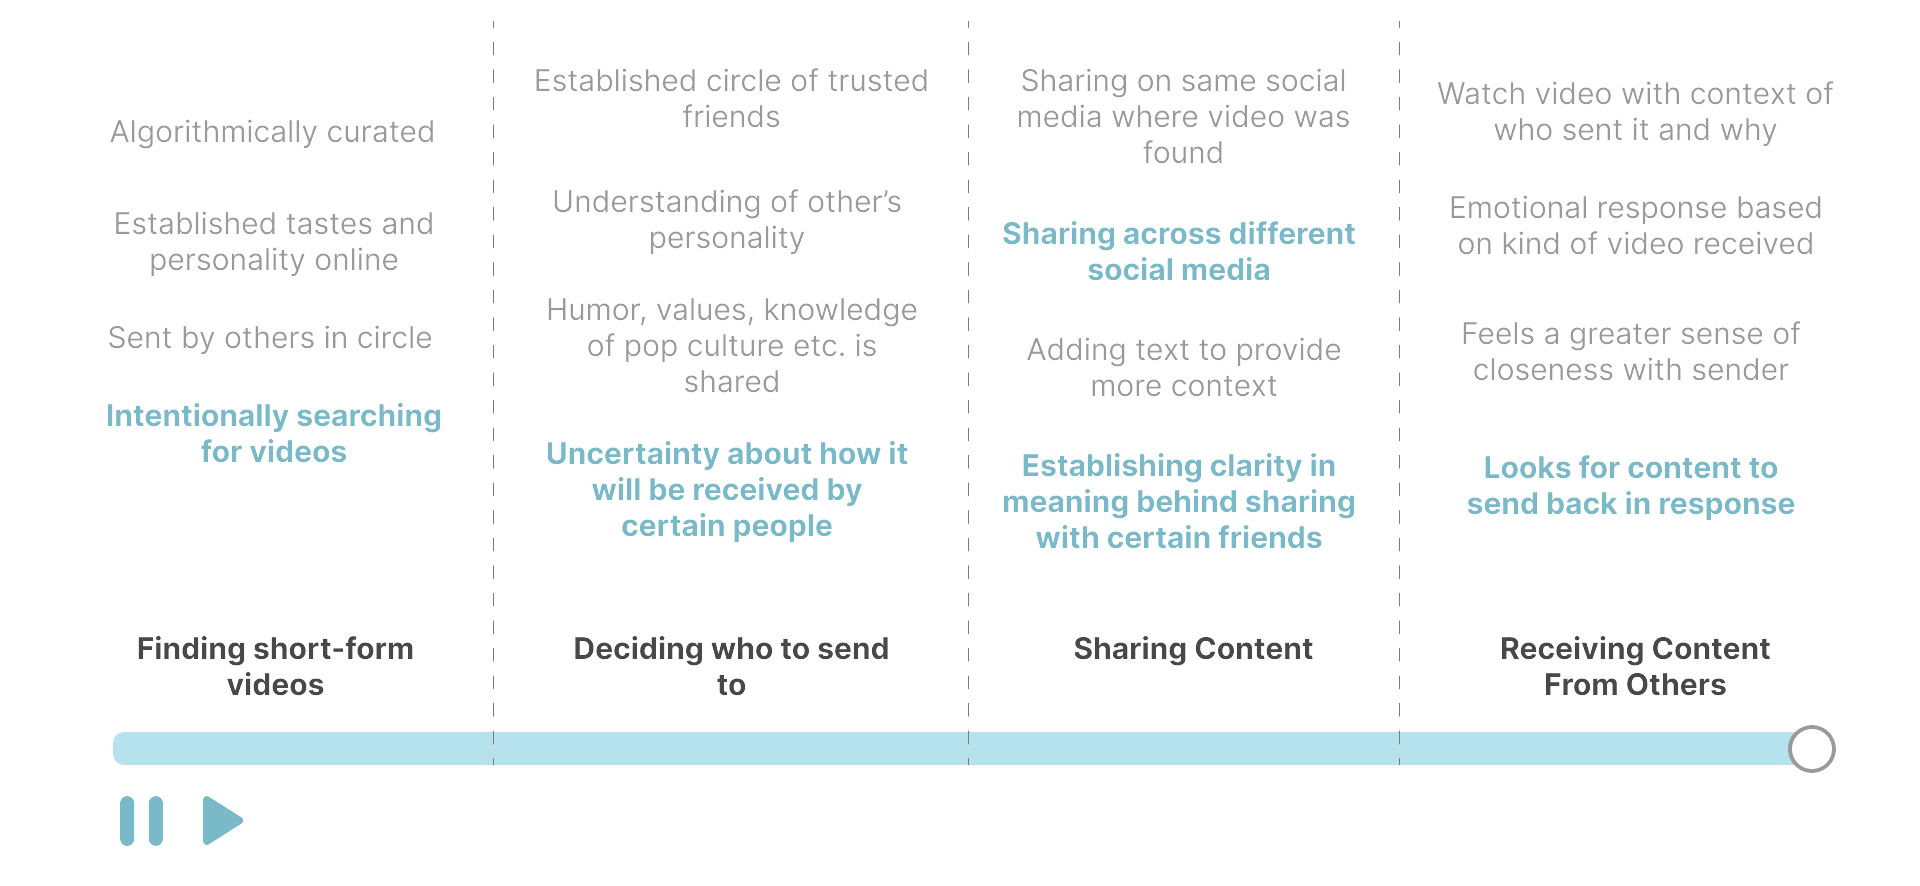 Algorithmically curated
Established tastes and
personality online
Sent by others in circle
Intentionally searching
for videos
Finding short-form
videos
Established circle of trusted
friends
Understanding of other’s
personality
Humor, values, knowledge
of pop culture etc. is
shared
Uncertainty about how it
will be received by
certain people
Deciding who to send
to
Sharing on same social
media where video was
found
Sharing across different
social media
Adding text to provide
more context
Establishing clarity in
meaning behind sharing
with certain friends
Sharing Content
Watch video with context of
who sent it and why
Emotional response based
on kind of video received
Feels a greater sense of
closeness with sender
Looks for content to
send back in response
Receiving Content
From Others